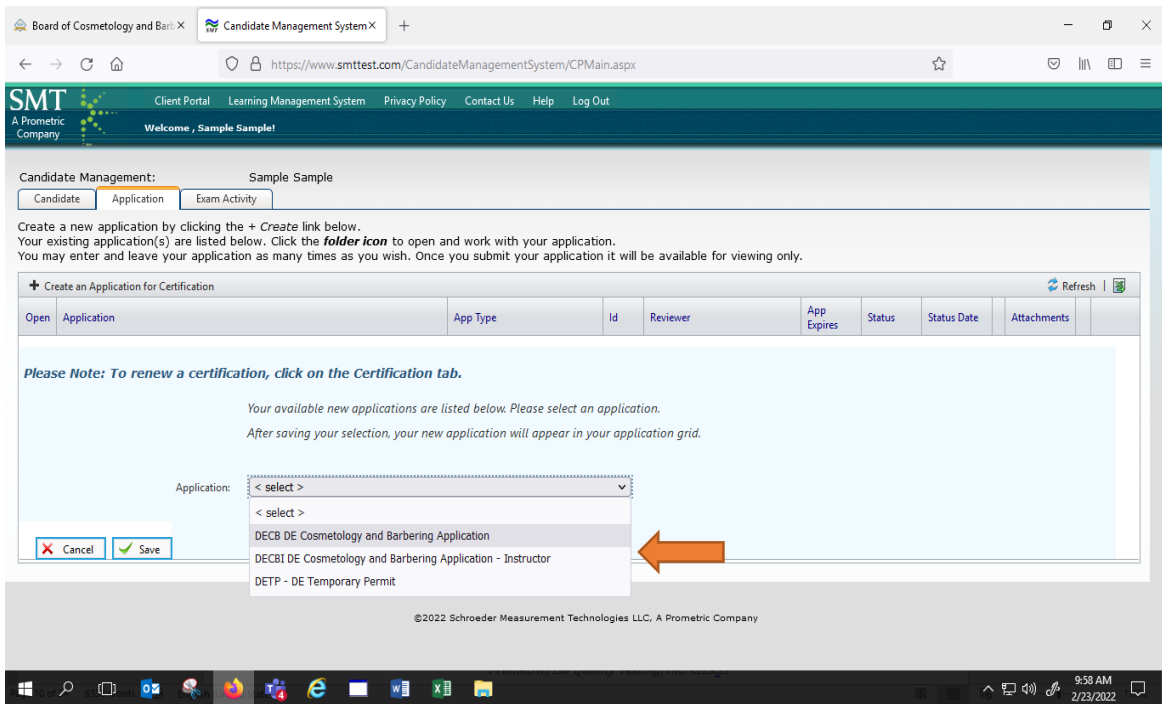 Board of Cosmetology and Barb
Candidate Management System
https://www.smttest.com/CandidateManagementSystem/CPMain.aspx
SMT
A Prometric
Company
Client Portal Learning Management System Privacy Policy Contact Us Help Log Out
Welcome , Sample Sample!
Candidate Management: Sample Sample
Candidate Application Exam Activity
Create a new application by clicking the + Create link below.
Your existing application(s) are listed below. Click the folder icon to open and work with your application.
You may enter and leave your application as many times as you wish. Once you submit your application it will be available for viewing only.
+ Create an Application for Certification Refresh |
Open Application App Type Id Reviewer App Expires Status Status Date Attachments
Please Note: To renew a certification, click on the Certification tab.
Your available new applications are listed below. Please select an application.
After saving your selection, your new application will appear in your application grid.
Application: < select >
< select >
DECB DE Cosmetology and Barbering Application
DECBI DE Cosmetology and Barbering Application - Instructor
DETP - DE Temporary Permit
Cancel Save
©2022 Schroeder Measurement Technologies LLC, A Prometric Company
9:58 AM
2/23/2022